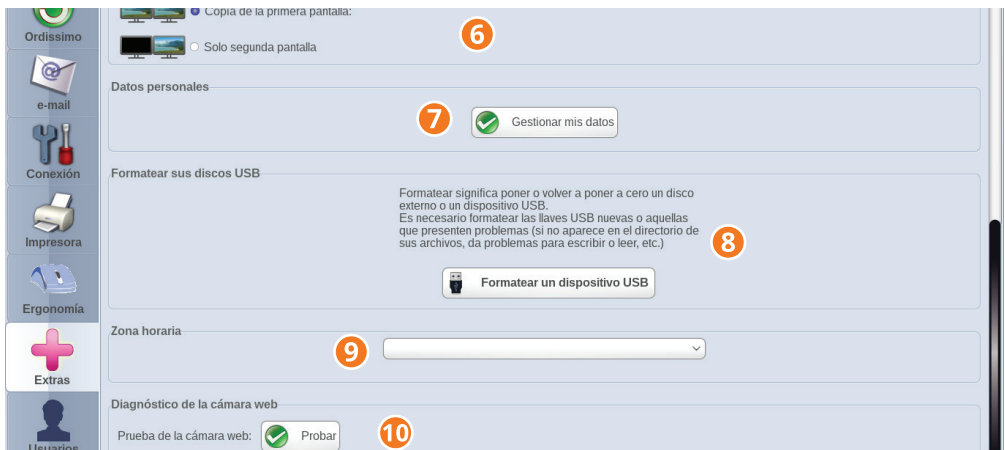 Ordissimo
e-mail
Conexión
Impresora
Ergonomía
Extras
Usuarios
Copia de la primera pantalla:
Solo segunda pantalla
6
Datos personales
7
Gestionar mis datos
Formatear sus discos USB
Formatear significa poner o volver a poner a cero un disco
externo o un dispositivo USB.
Es necesario formatear las llaves USB nuevas o aquellas
que presenten problemas (si no aparece en el directorio de
sus archivos, da problemas para escribir o leer, etc.)
8
Formatear un dispositivo USB
Zona horaria
9
Diagnóstico de la cámara web
Prueba de la cámara web:
Probar
10